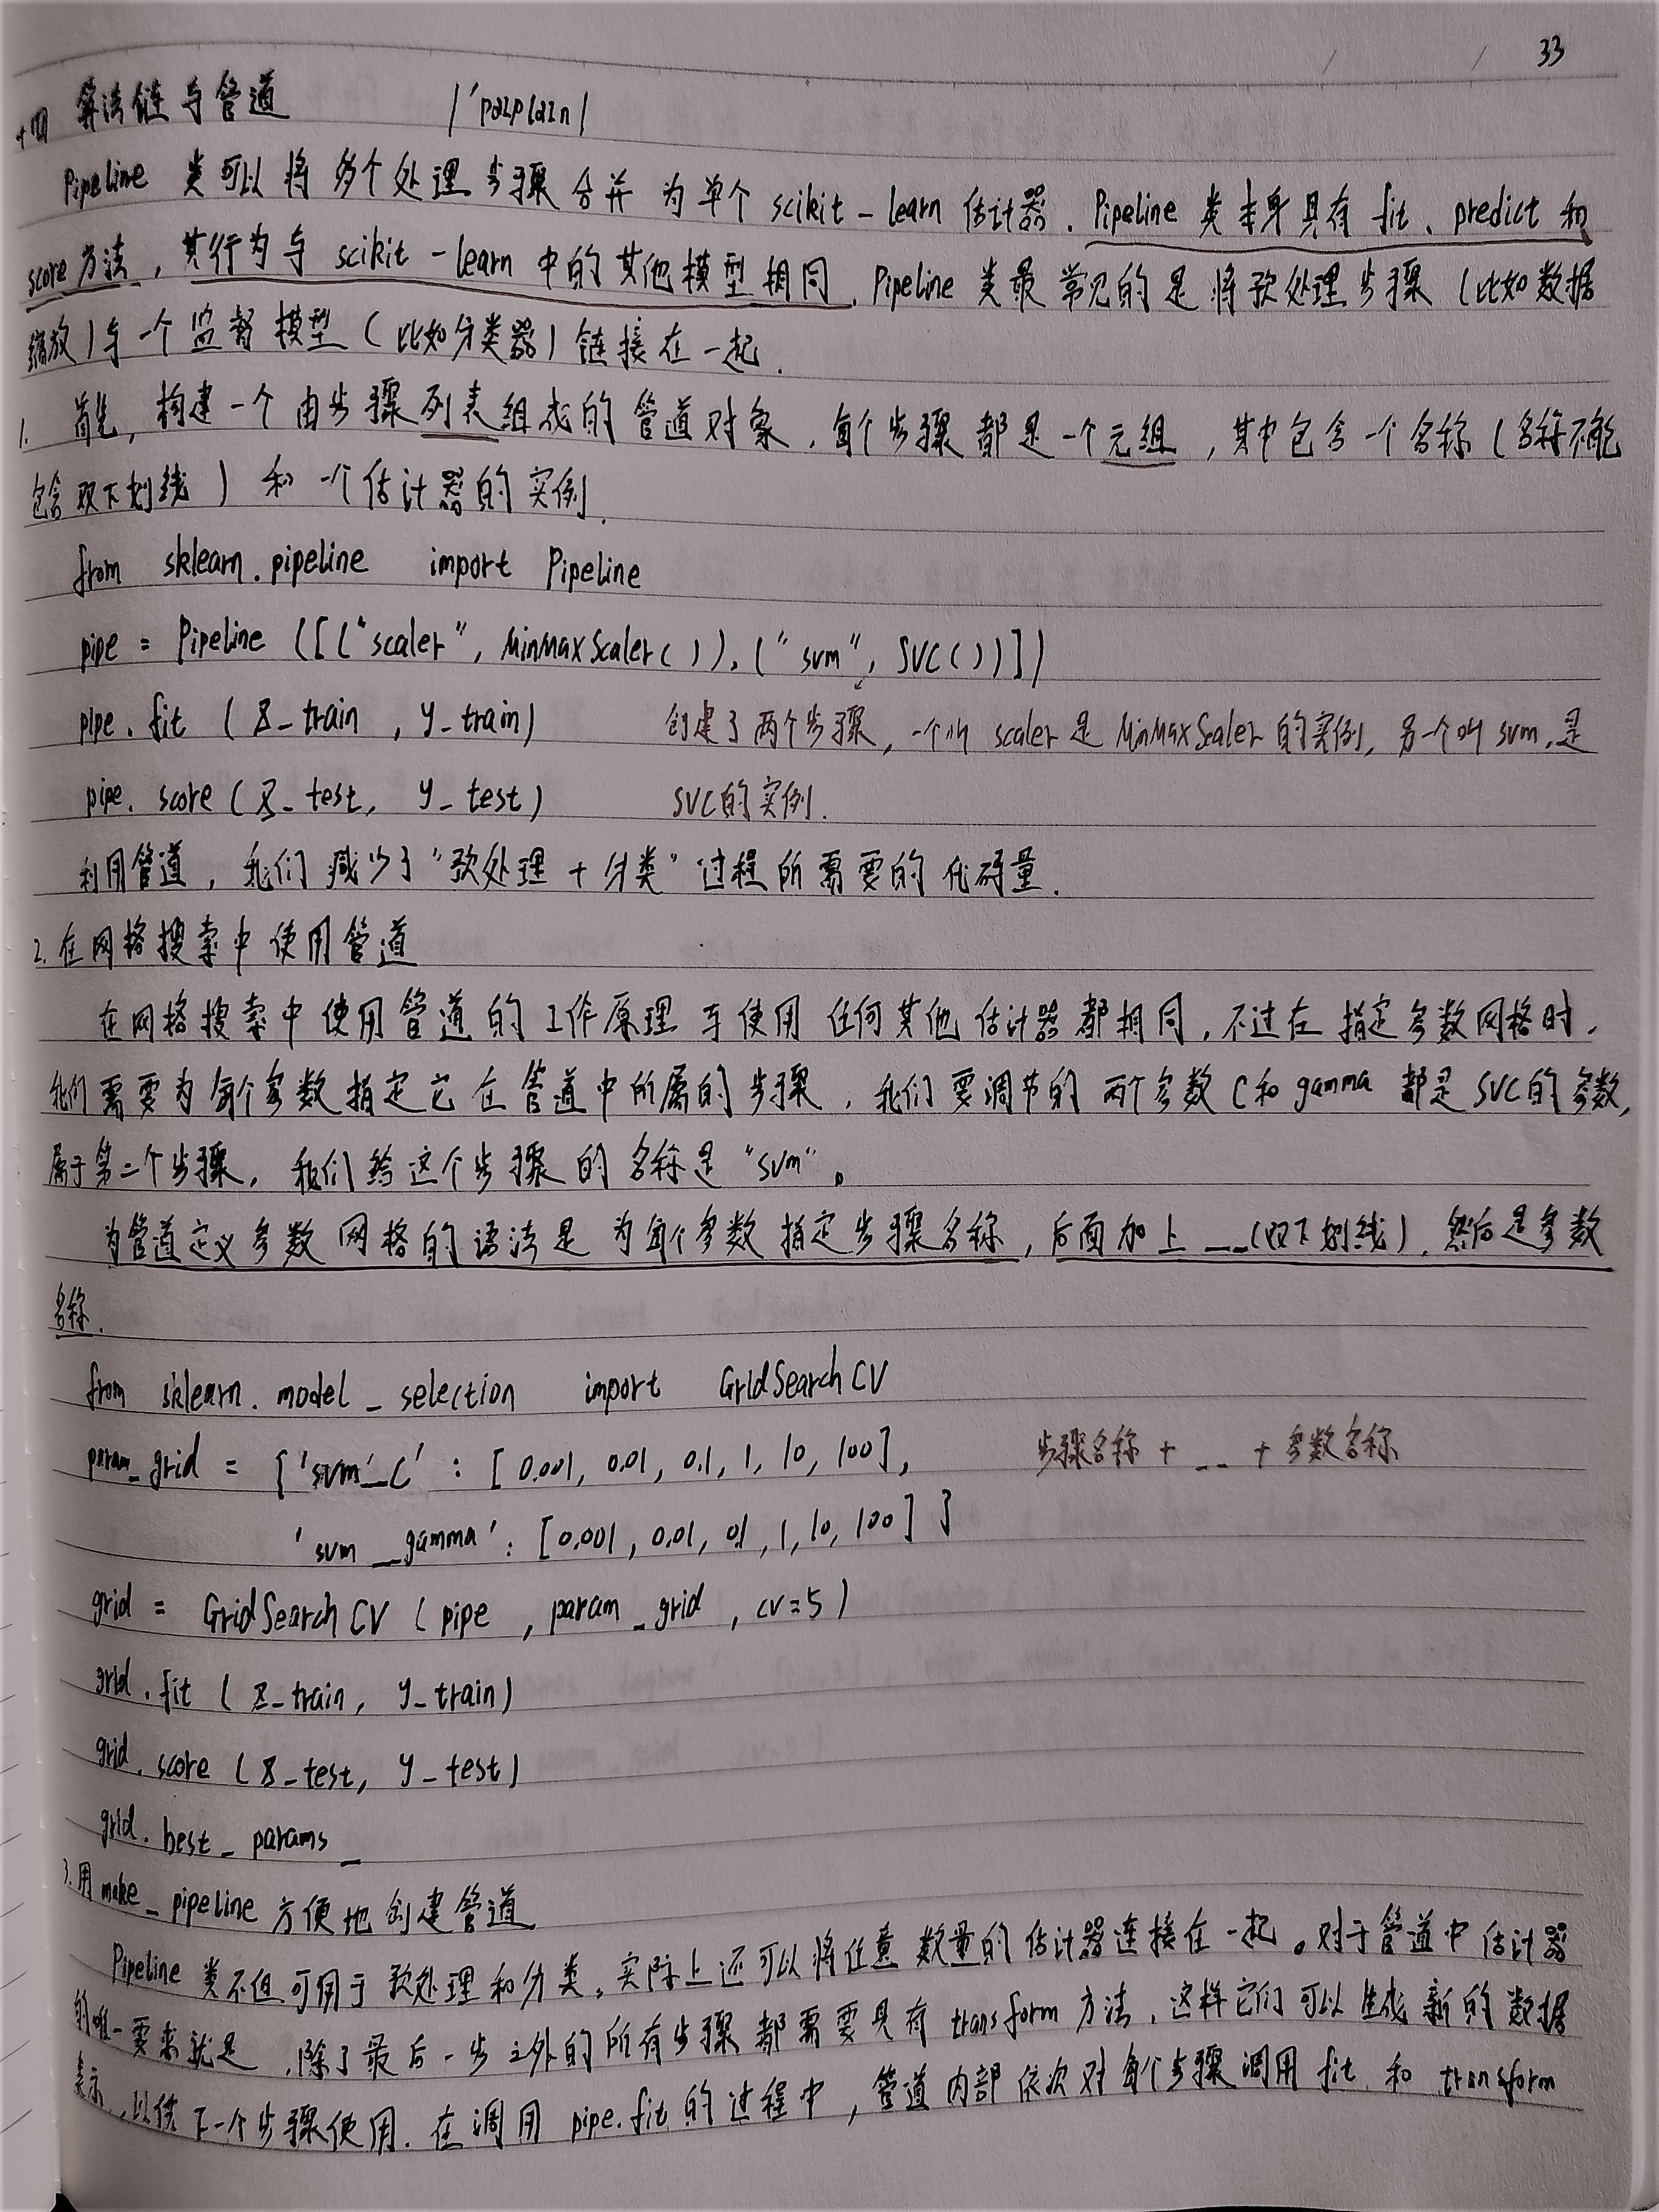 33
十四 算法链与管道 /'paɪplaɪn/
Pipeline 类可以将多个处理步骤合并为单个 scikit-learn 估计器. Pipeline 类本身具有 fit、predict 和
score 方法, 其行为与 scikit-learn 中的其他模型相同. Pipeline 类最常见的是将预处理步骤 (比如数据
缩放) 与一个监督模型 (比如分类器) 链接在一起.
1. 首先, 构建一个由步骤列表组成的管道对象. 每个步骤都是一个元组, 其中包含一个名称 (名称不能
包含双下划线) 和一个估计器的实例.
from sklearn.pipeline import Pipeline
pipe = Pipeline ([("scaler", MinMaxScaler()), ("svm", SVC())])
pipe.fit (X_train, y_train) 创建了两个步骤, 一个叫 scaler 是 MinMaxScaler 的实例, 另一个叫 svm, 是
pipe.score (X_test, y_test) SVC的实例.
利用管道, 我们减少了"预处理 + 分类"过程所需要的代码量.
2. 在网格搜索中使用管道
在网格搜索中使用管道的工作原理与使用任何其他估计器都相同, 不过在指定参数网格时,
我们需要为每个参数指定它在管道中所属的步骤. 我们要调节的两个参数 C和 gamma 都是 SVC的参数,
属于第二个步骤, 我们给这个步骤的名称是 "svm"。
为管道定义参数网格的语法是为每个参数指定步骤名称, 后面加上 __(双下划线), 然后是参数
名称.
from sklearn.model_selection import GridSearchCV
param_grid = {'svm'__C' : [0.001, 0.01, 0.1, 1, 10, 100], 步骤名称 + __ + 参数名称
'svm__gamma' : [0.001, 0.01, 0.1, 1, 10, 100] }
grid = GridSearchCV (pipe, param_grid, cv=5)
grid.fit (X_train, y_train)
grid.score (X_test, y_test)
grid.best_params_
3. 用 make_pipeline 方便地创建管道
Pipeline 类不但可用于预处理和分类, 实际上还可以将任意数量的估计器连接在一起。对于管道中估计器
的唯一要求就是, 除了最后一步之外的所有步骤都需要具有 transform 方法, 这样它们可以生成新的数据
表示, 以供下一个步骤使用. 在调用 pipe.fit 的过程中, 管道内部依次对每个步骤调用 fit 和 transform